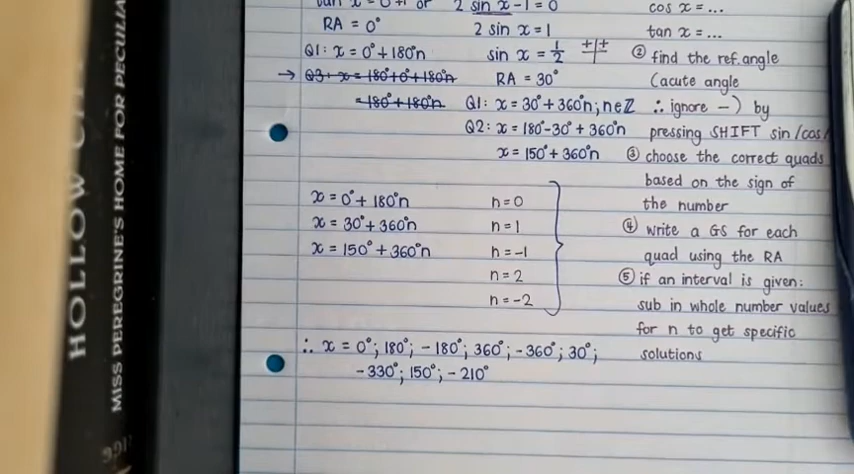 HOLLOW
MISS PEREGRINE'S HOME FOR PECULIA
tan x = 0 +1 or 2 sin x - 1 = 0
RA = 0°
2 sin x = 1
Q1: x = 0° + 180°n
sin x = 1/2 +|+
→ Q3: x = 180° + 0° + 180°n
RA = 30°
= 180° + 180°n
Q1: x = 30° + 360°n; n∈Z
Q2: x = 180° - 30° + 360°n
x = 150° + 360°n
x = 0° + 180°n
x = 30° + 360°n
x = 150° + 360°n
n = 0
n = 1
n = -1
n = 2
n = -2
∴ x = 0°; 180°; -180°; 360°; -360°; 30°;
-330°; 150°; -210°
cos x = ...
tan x = ...
② find the ref. angle
(acute angle
∴ ignore -) by
pressing SHIFT sin/cos/
③ choose the correct quads
based on the sign of
the number
④ write a GS for each
quad using the RA
⑤ if an interval is given:
sub in whole number values
for n to get specific
solutions